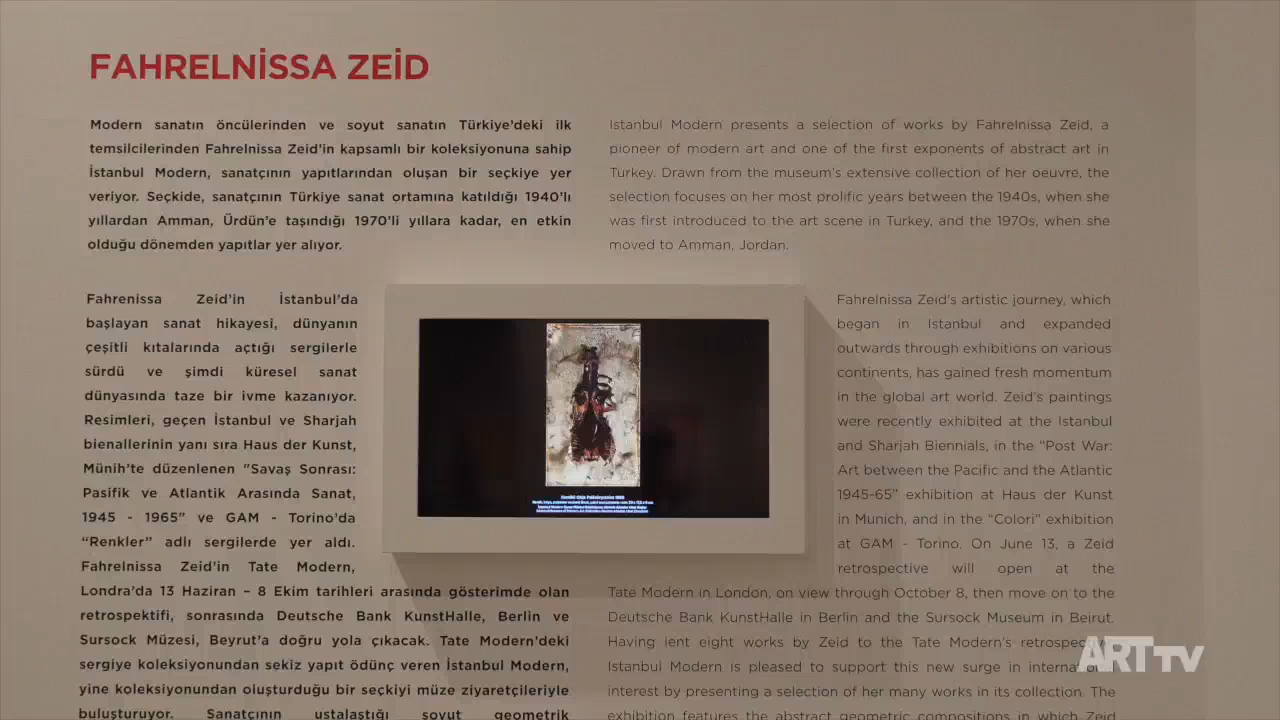 FAHRELNİSSA ZEİD
Modern sanatın öncülerinden ve soyut sanatın Türkiye'deki ilk
temsilcilerinden Fahrelnissa Zeid'in kapsamlı bir koleksiyonuna sahip
İstanbul Modern, sanatçının yapıtlarından oluşan bir seçkiye yer
veriyor. Seçkide, sanatçının Türkiye sanat ortamına katıldığı 1940'lı
yıllardan Amman, Ürdün'e taşındığı 1970'li yıllara kadar, en etkin
olduğu dönemden yapıtlar yer alıyor.
Fahrenissa Zeid'in İstanbul'da
başlayan sanat hikayesi, dünyanın
çeşitli kıtalarında açtığı sergilerle
sürdü ve şimdi küresel sanat
dünyasında taze bir ivme kazanıyor.
Resimleri, geçen İstanbul ve Sharjah
bienallerinin yanı sıra Haus der Kunst,
Münih'te düzenlenen "Savaş Sonrası:
Pasifik ve Atlantik Arasında Sanat,
1945 - 1965" ve GAM - Torino'da
"Renkler" adlı sergilerde yer aldı.
Fahrelnissa Zeid'in Tate Modern,
Londra'da 13 Haziran – 8 Ekim tarihleri arasında gösterimde olan
retrospektifi, sonrasında Deutsche Bank KunstHalle, Berlin ve
Sursock Müzesi, Beyrut'a doğru yola çıkacak. Tate Modern'deki
sergiye koleksiyonundan sekiz yapıt ödünç veren İstanbul Modern,
yine koleksiyonundan oluşturduğu bir seçkiyi müze ziyaretçileriyle
buluşturuyor. Sanatçının ustalaştığı soyut geometrik
Istanbul Modern presents a selection of works by Fahrelnissa Zeid, a
pioneer of modern art and one of the first exponents of abstract art in
Turkey. Drawn from the museum's extensive collection of her oeuvre, the
selection focuses on her most prolific years between the 1940s, when she
was first introduced to the art scene in Turkey, and the 1970s, when she
moved to Amman, Jordan.
Fahrelnissa Zeid's artistic journey, which
began in Istanbul and expanded
outwards through exhibitions on various
continents, has gained fresh momentum
in the global art world. Zeid's paintings
were recently exhibited at the Istanbul
and Sharjah Biennials, in the "Post War:
Art between the Pacific and the Atlantic
1945-65" exhibition at Haus der Kunst
in Munich, and in the "Colori" exhibition
at GAM - Torino. On June 13, a Zeid
retrospective will open at the
Tate Modern in London, on view through October 8, then move on to the
Deutsche Bank KunstHalle in Berlin and the Sursock Museum in Beirut.
Having lent eight works by Zeid to the Tate Modern's
Istanbul Modern is pleased to support this new surge in
interest by presenting a selection of her many works in its collection. The
exhibition features the abstract geometric compositions in which Zeid
ART TV